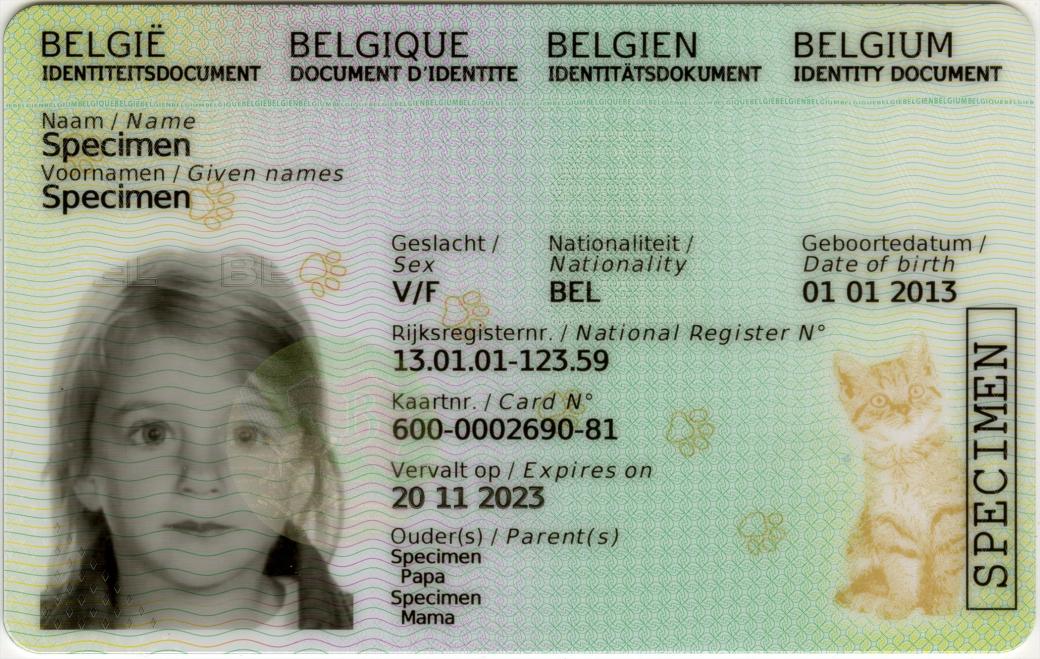 BELGIË BELGIQUE BELGIEN BELGIUM
IDENTITEITSDOCUMENT DOCUMENT D'IDENTITE IDENTITÄTSDOKUMENT IDENTITY DOCUMENT
Naam / Name
Specimen
Voornamen / Given names
Specimen
Geslacht / Nationaliteit / Geboortedatum /
Sex Nationality Date of birth
V/F BEL 01 01 2013
Rijksregisternr. / National Register N°
13.01.01-123.59
Kaartnr. / Card N°
600-0002690-81
Vervalt op / Expires on
20 11 2023
Ouder(s) / Parent(s)
Specimen
Papa
Specimen
Mama
SPECIMEN